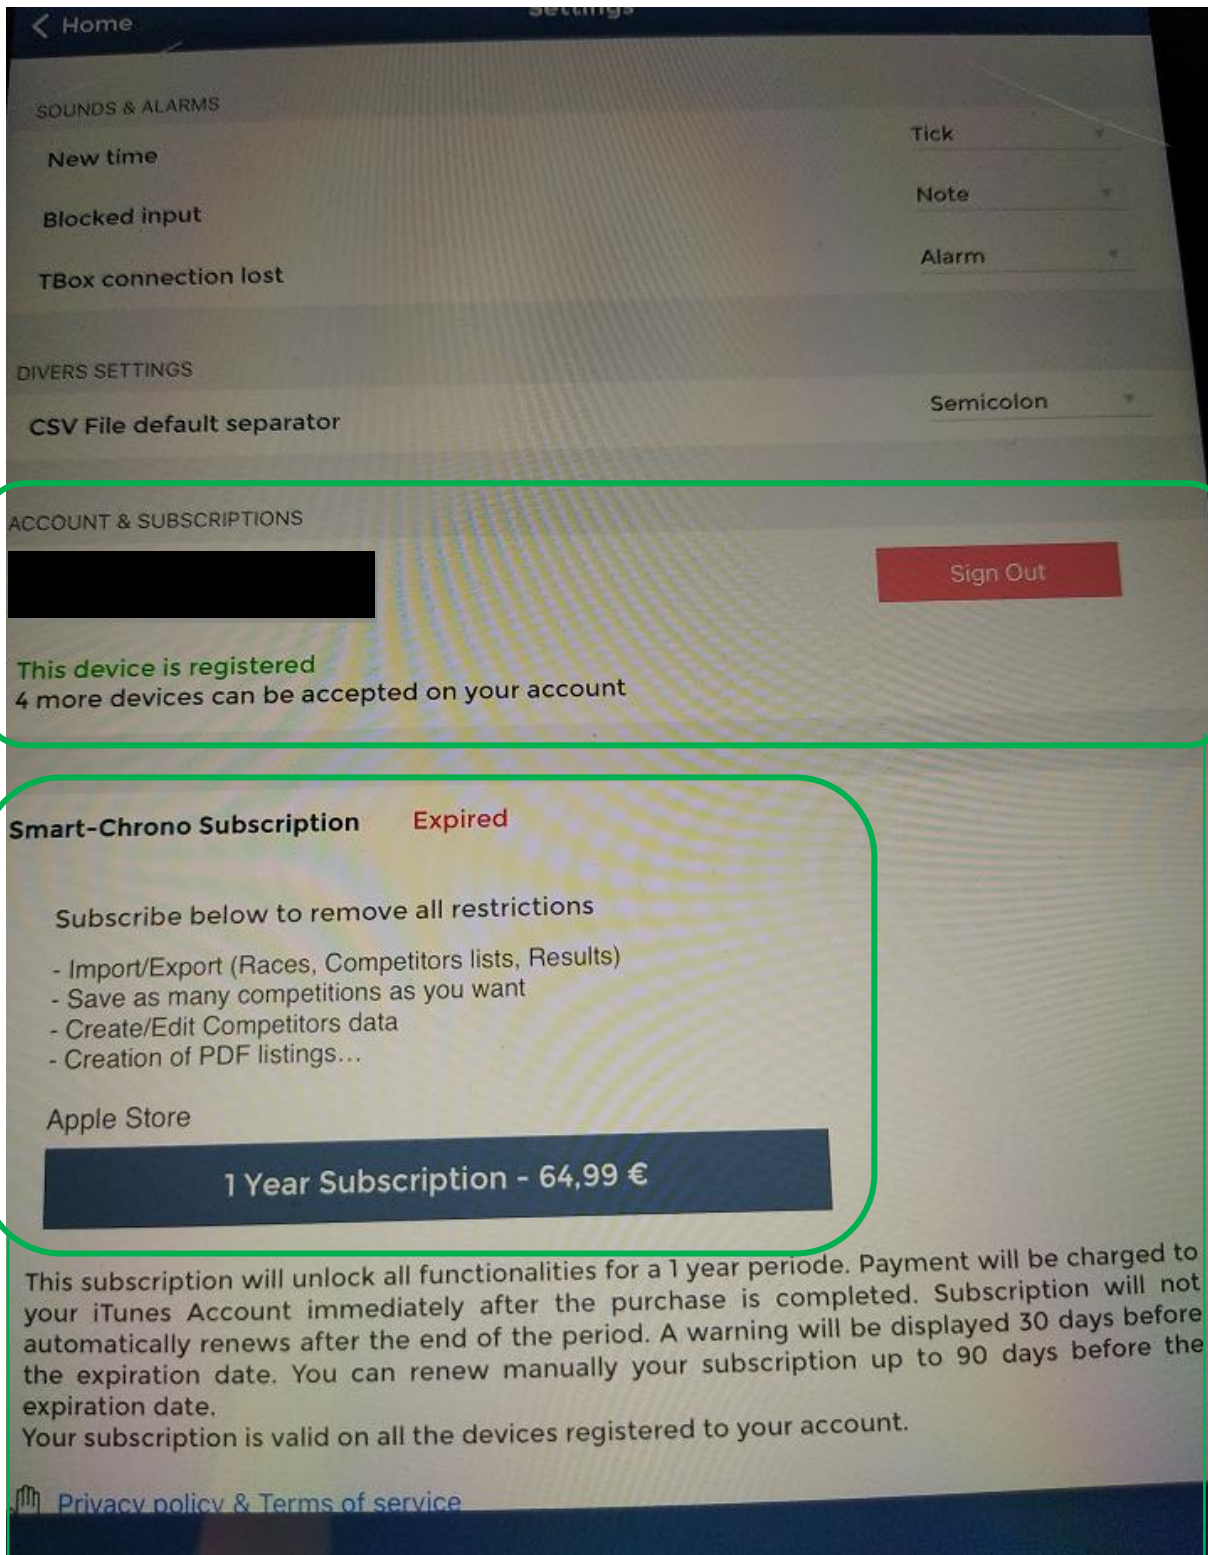 Home
Settings
SOUNDS & ALARMS
New time
Tick
Blocked input
Note
TBox connection lost
Alarm
DIVERS SETTINGS
CSV File default separator
Semicolon
ACCOUNT & SUBSCRIPTIONS
Sign Out
This device is registered
4 more devices can be accepted on your account
Smart-Chrono Subscription Expired
Subscribe below to remove all restrictions
- Import/Export (Races, Competitors lists, Results)
- Save as many competitions as you want
- Create/Edit Competitors data
- Creation of PDF listings...
Apple Store
1 Year Subscription - 64,99 €
This subscription will unlock all functionalities for a 1 year periode. Payment will be charged to
your iTunes Account immediately after the purchase is completed. Subscription will not
automatically renews after the end of the period. A warning will be displayed 30 days before
the expiration date. You can renew manually your subscription up to 90 days before the
expiration date.
Your subscription is valid on all the devices registered to your account.
Privacy policy & Terms of service